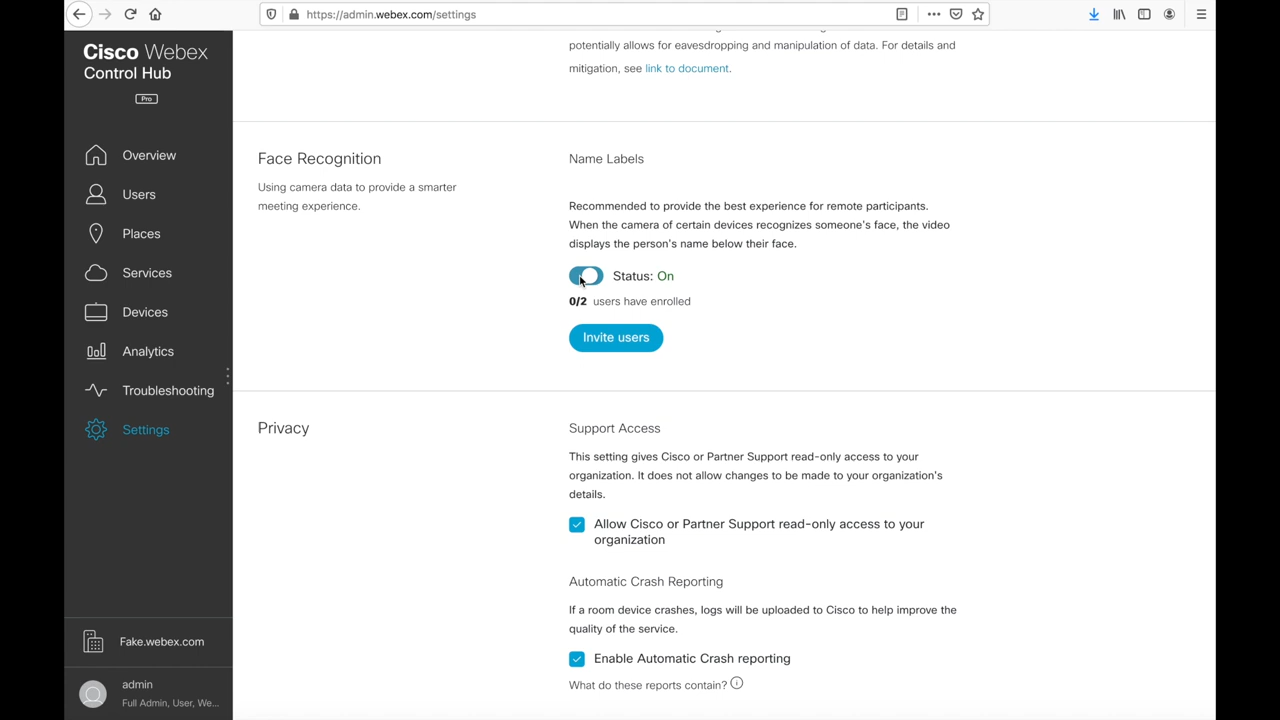 https://admin.webex.com/settings
Cisco Webex
Control Hub
Pro
Overview
Users
Places
Services
Devices
Analytics
Troubleshooting
Settings
Fake.webex.com
admin
Full Admin, User, We...
potentially allows for eavesdropping and manipulation of data. For details and
mitigation, see link to document.
Face Recognition
Using camera data to provide a smarter
meeting experience.
Name Labels
Recommended to provide the best experience for remote participants.
When the camera of certain devices recognizes someone's face, the video
displays the person's name below their face.
Status: On
0/2 users have enrolled
Invite users
Privacy
Support Access
This setting gives Cisco or Partner Support read-only access to your
organization. It does not allow changes to be made to your organization's
details.
Allow Cisco or Partner Support read-only access to your
organization
Automatic Crash Reporting
If a room device crashes, logs will be uploaded to Cisco to help improve the
quality of the service.
Enable Automatic Crash reporting
What do these reports contain?